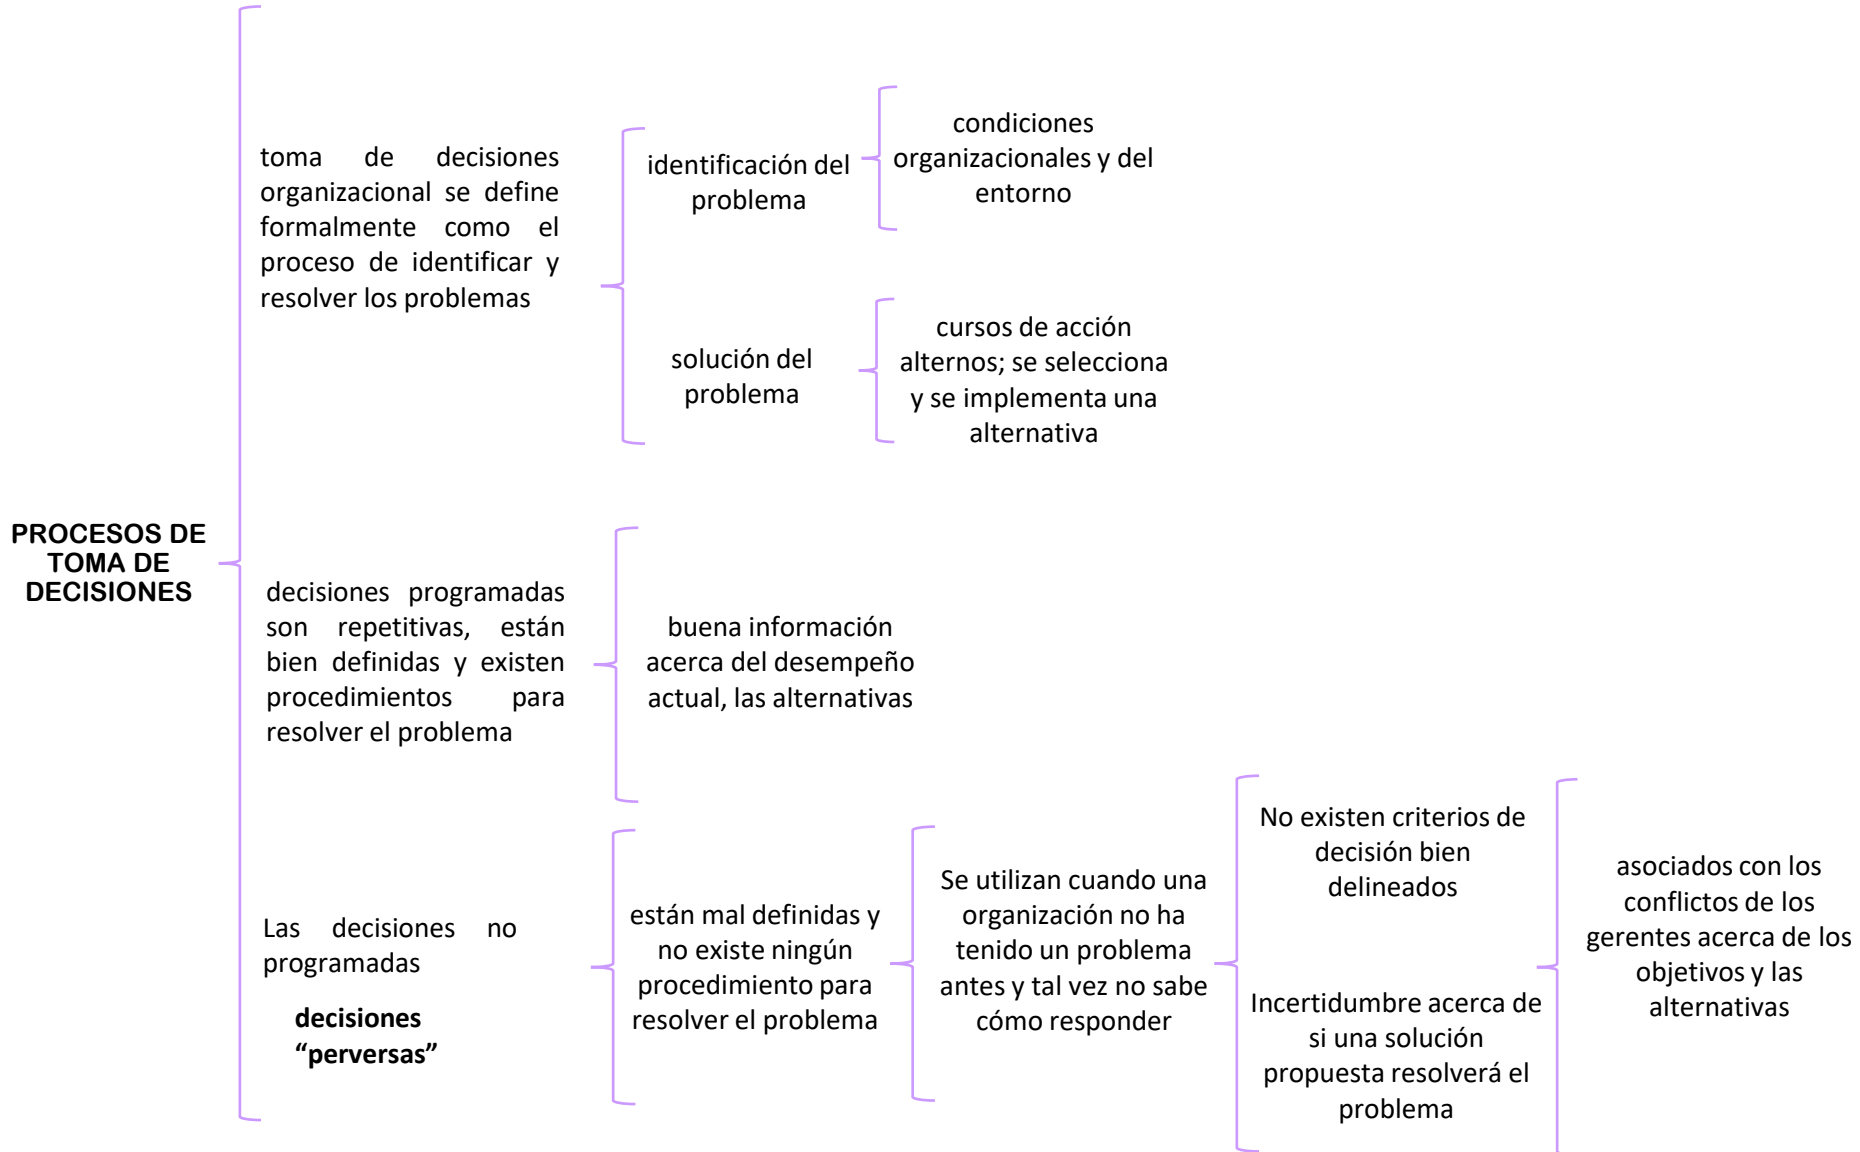 PROCESOS DE
TOMA DE
DECISIONES
toma de decisiones
organizacional se define
formalmente como el
proceso de identificar y
resolver los problemas
identificación del
problema
condiciones
organizacionales y del
entorno
solución del
problema
cursos de acción
alternos; se selecciona
y se implementa una
alternativa
decisiones programadas
son repetitivas, están
bien definidas y existen
procedimientos para
resolver el problema
buena información
acerca del desempeño
actual, las alternativas
Las decisiones no
programadas
decisiones
“perversas”
están mal definidas y
no existe ningún
procedimiento para
resolver el problema
Se utilizan cuando una
organización no ha
tenido un problema
antes y tal vez no sabe
cómo responder
No existen criterios de
decisión bien
delineados
Incertidumbre acerca de
si una solución
propuesta resolverá el
problema
asociados con los
conflictos de los
gerentes acerca de los
objetivos y las
alternativas